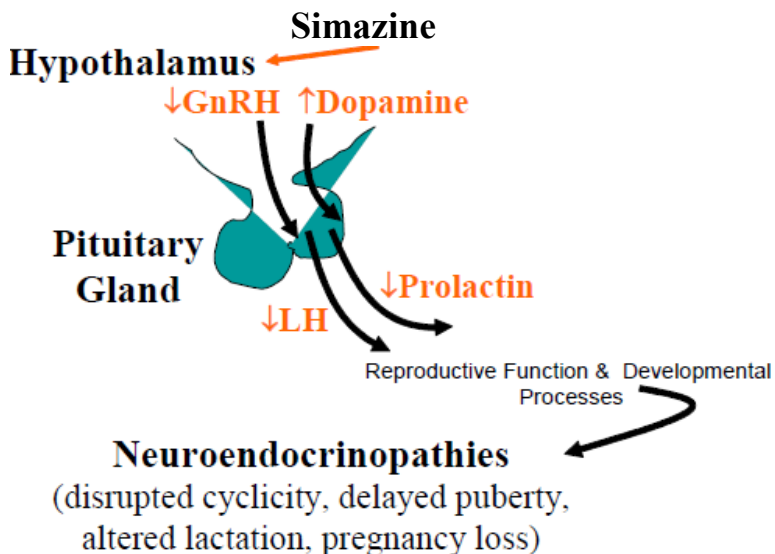 Simazine
Hypothalamus
↓GnRH ↑Dopamine
Pituitary
Gland
↓Prolactin
↓LH
Reproductive Function & Developmental
Processes
Neuroendocrinopathies
(disrupted cyclicity, delayed puberty,
altered lactation, pregnancy loss)